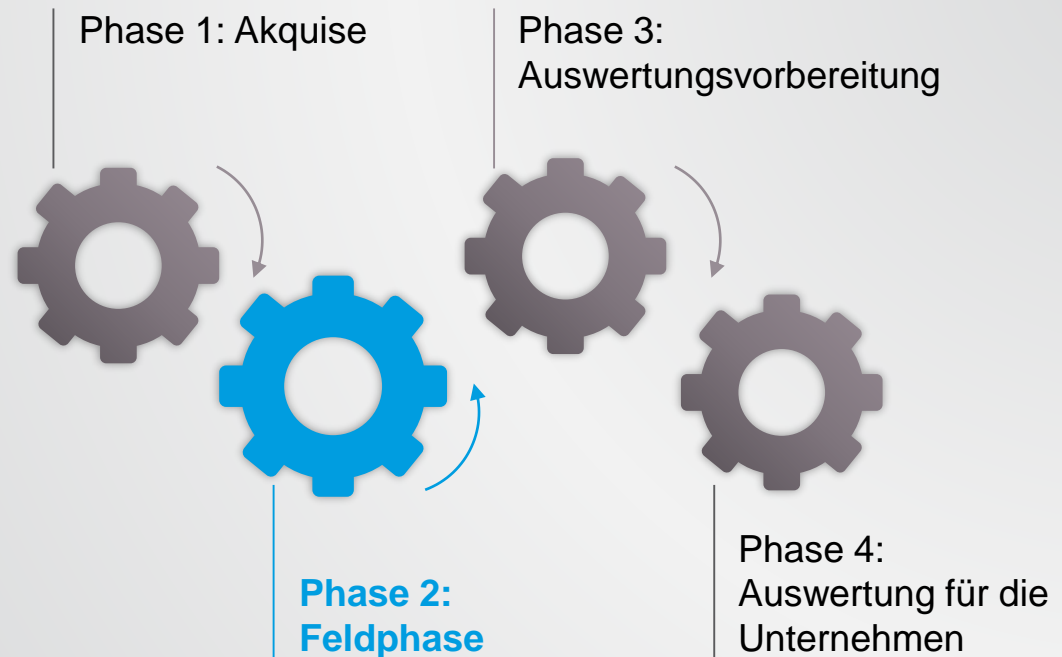 Phase 1: Akquise
Phase 2:
Feldphase
Phase 3:
Auswertungsvorbereitung
Phase 4:
Auswertung für die
Unternehmen